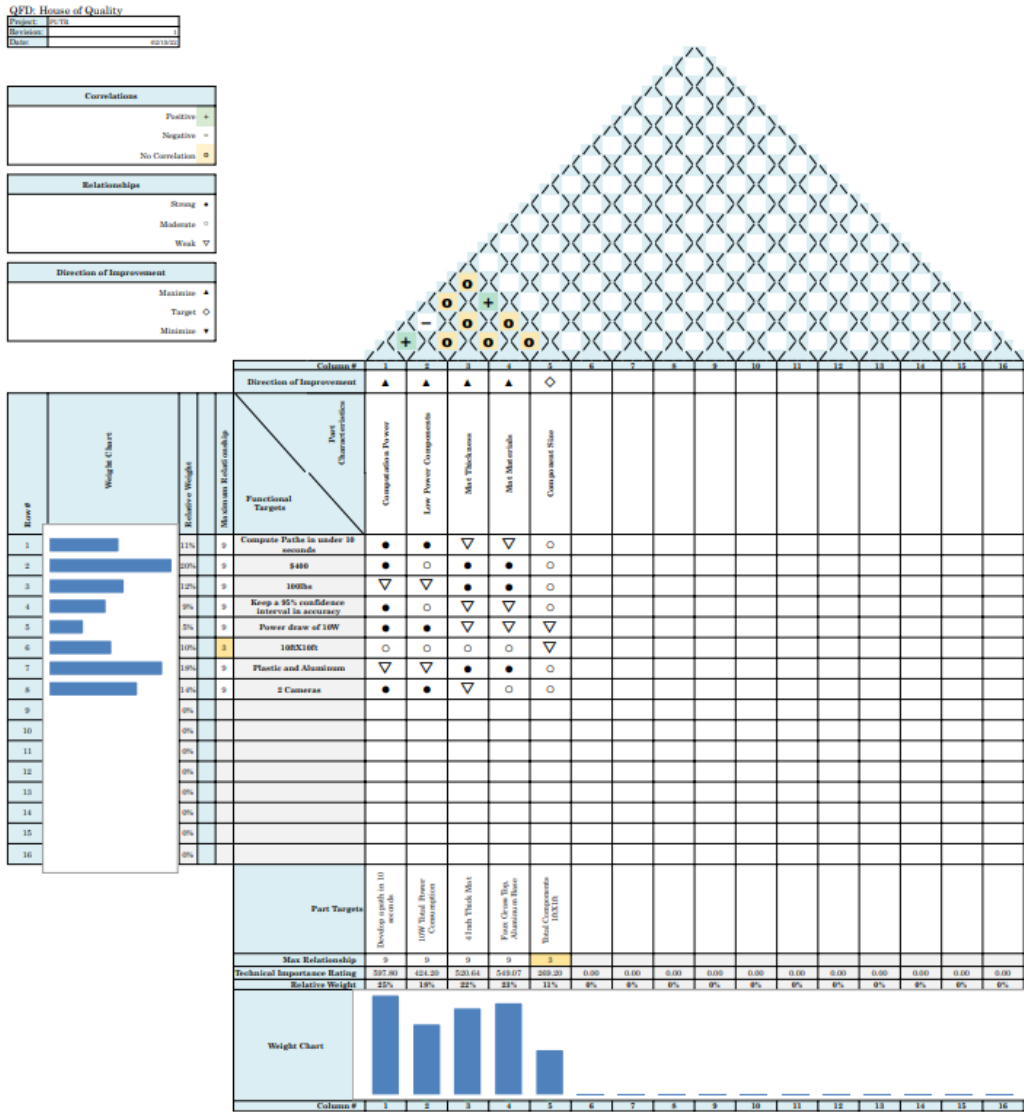 QFD: House of Quality
Project: PUTR
Revision: 1
Date: 02/19/22
Correlations
Positive +
Negative −
No Correlation o
Relationships
Strong ●
Moderate ○
Weak ▽
Direction of Improvement
Maximize ▲
Target ◇
Minimize ▼
o
o +
− o o
+ o o o
Column # 1 2 3 4 5 6 7 8 9 10 11 12 13 14 15 16
Direction of Improvement ▲ ▲ ▲ ▲ ◇
Row #
Weight Chart
Relative Weight
Maximum Relationship
Part
Characteristics
Functional
Targets
Computation Power
Low Power Components
Mat Thickness
Mat Materials
Component Size
1 11% 9 Compute Paths in under 10
seconds ● ● ▽ ▽ ○
2 20% 9 $400 ● ○ ● ● ○
3 12% 9 100lbs ▽ ▽ ● ● ○
4 9% 9 Keep a 95% confidence
interval in accuracy ● ○ ▽ ▽ ○
5 5% 9 Power draw of 10W ● ● ▽ ▽ ▽
6 10% 3 10ftX10ft ○ ○ ○ ○ ▽
7 18% 9 Plastic and Aluminum ▽ ▽ ● ● ○
8 14% 9 2 Cameras ● ● ▽ ○ ○
9 0%
10 0%
11 0%
12 0%
13 0%
14 0%
15 0%
16 0%
Part Targets
Develop a path in 10
seconds
10W Total Power
Consumption
4 Inch Thick Mat
Faux Grass Top,
Aluminum Base
Total Components
1ftX1ft
Max Relationship 9 9 9 9 3
Technical Importance Rating 597.80 424.20 520.64 549.07 269.20 0.00 0.00 0.00 0.00 0.00 0.00 0.00 0.00 0.00 0.00 0.00
Relative Weight 25% 18% 22% 23% 11% 0% 0% 0% 0% 0% 0% 0% 0% 0% 0% 0%
Weight Chart
Column # 1 2 3 4 5 6 7 8 9 10 11 12 13 14 15 16